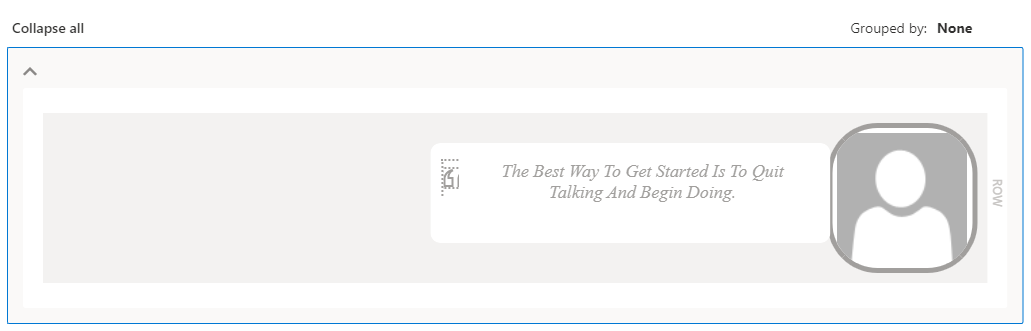 Collapse all
Grouped by: None
The Best Way To Get Started Is To Quit
Talking And Begin Doing.
ROW